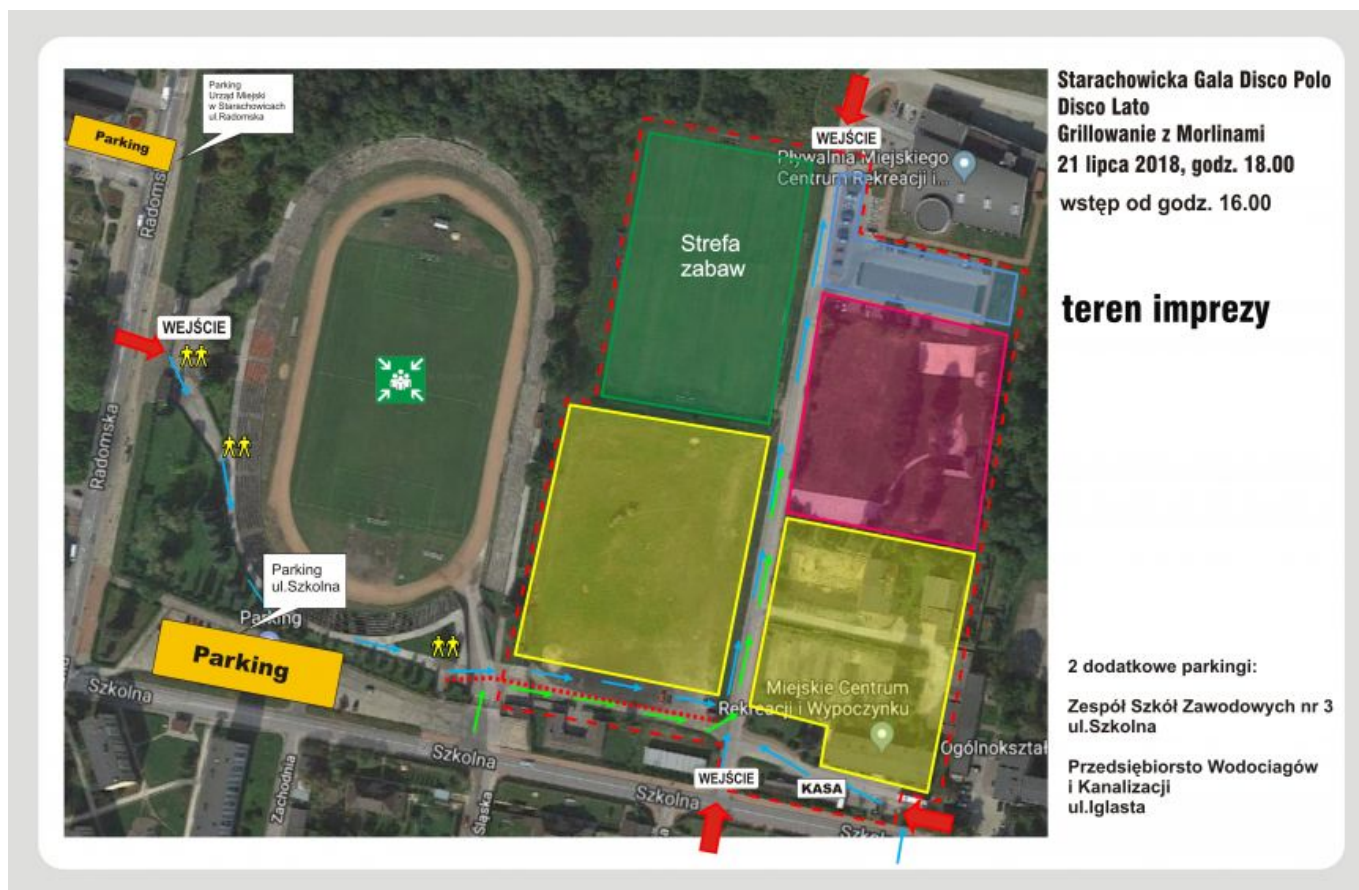 Starachowicka Gala Disco Polo
Disco Lato
Grillowanie z Morlinami
21 lipca 2018, godz. 18.00
wstęp od godz. 16.00
teren imprezy
2 dodatkowe parkingi:
Zespół Szkół Zawodowych nr 3
ul.Szkolna
Przedsiębiorsto Wodociagów
i Kanalizacji
ul.Iglasta
Parking
Urząd Miejski
w Starachowicach
ul.Radomska
Parking
Radoms
WEJŚCIE
Pływalnia Miejskiego
Centrum Rekreacji i...
Strefa
zabaw
WEJŚCIE
Radomska
Parking
ul.Szkolna
Parking
Parking
Szkolna
Zachodnia
Śląska
Szkolna
Miejskie Centrum
Rekreacji i Wypoczynku
Ogólnokształ
WEJŚCIE
KASA
Szkolna